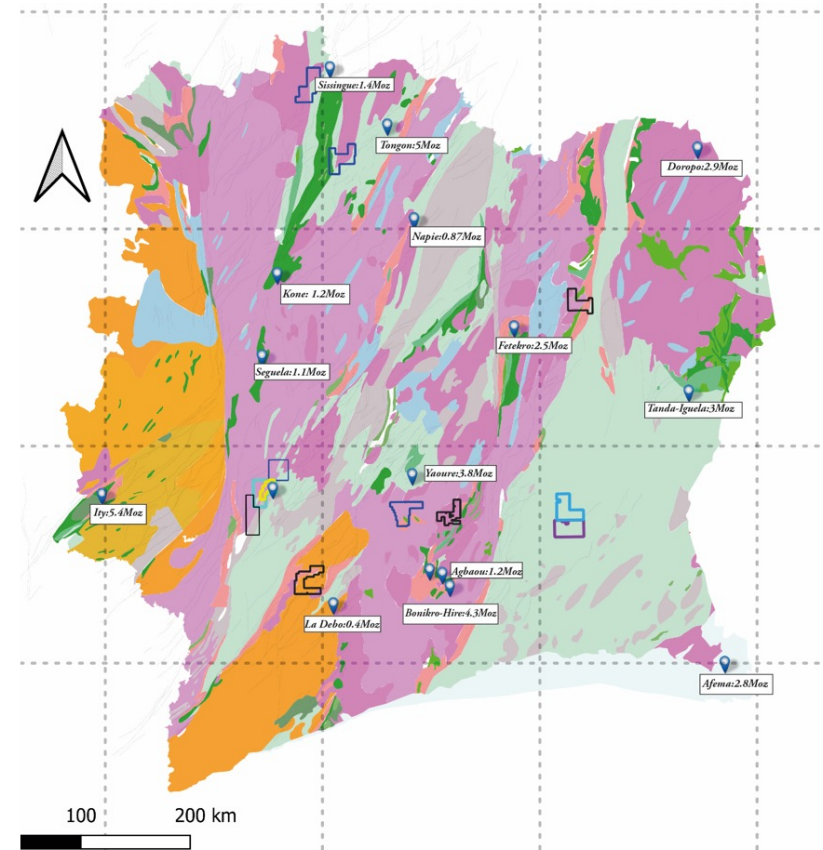 Sissingue:1.4Moz
Tongon:5Moz
Doropo:2.9Moz
Napie:0.87Moz
Kone: 1.2Moz
Fetekro:2.5Moz
Seguela:1.1Moz
Tanda-Iguela:3Moz
Yaoure:3.8Moz
Ity:5.4Moz
Agbaou:1.2Moz
Bonikro-Hire:4.3Moz
La Debo:0.4Moz
Afema:2.8Moz
100 200 km